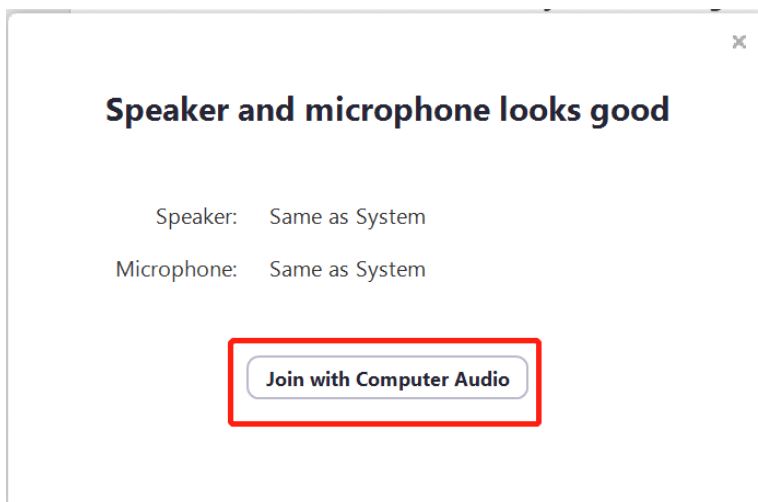 Speaker and microphone looks good
Speaker: Same as System
Microphone: Same as System
Join with Computer Audio